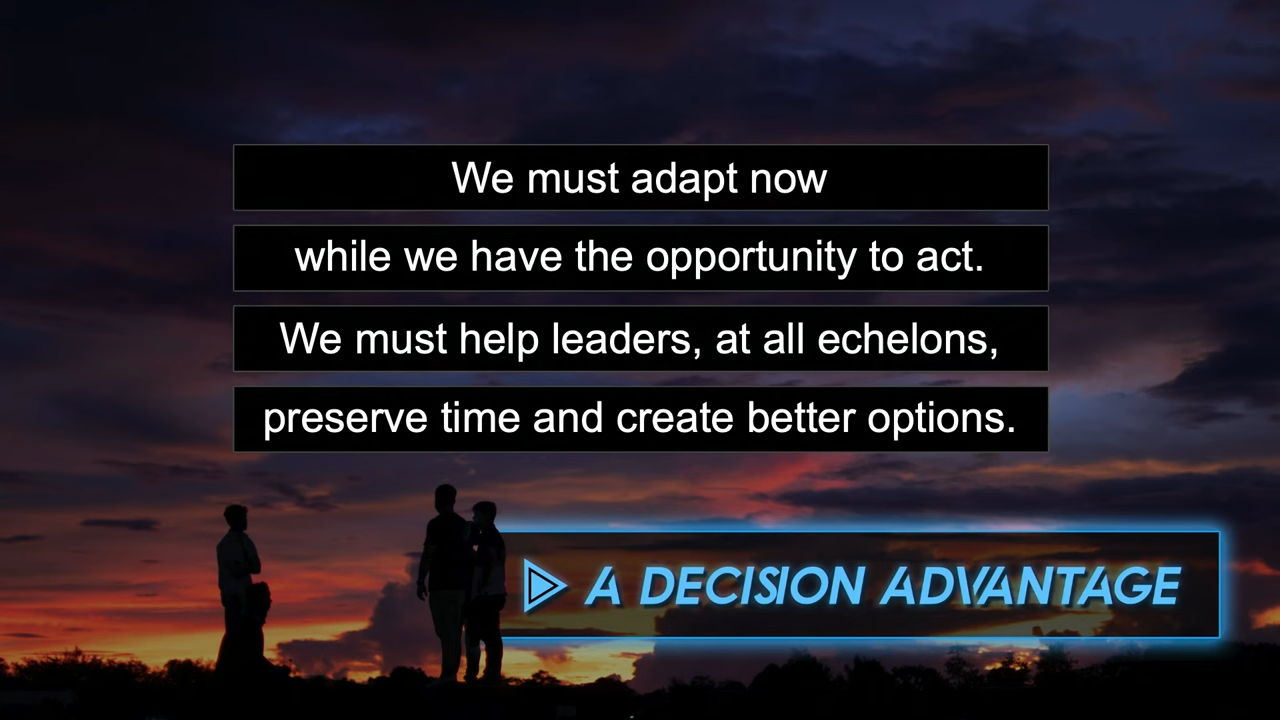 We must adapt now
while we have the opportunity to act.
We must help leaders, at all echelons,
preserve time and create better options.
A DECISION ADVANTAGE